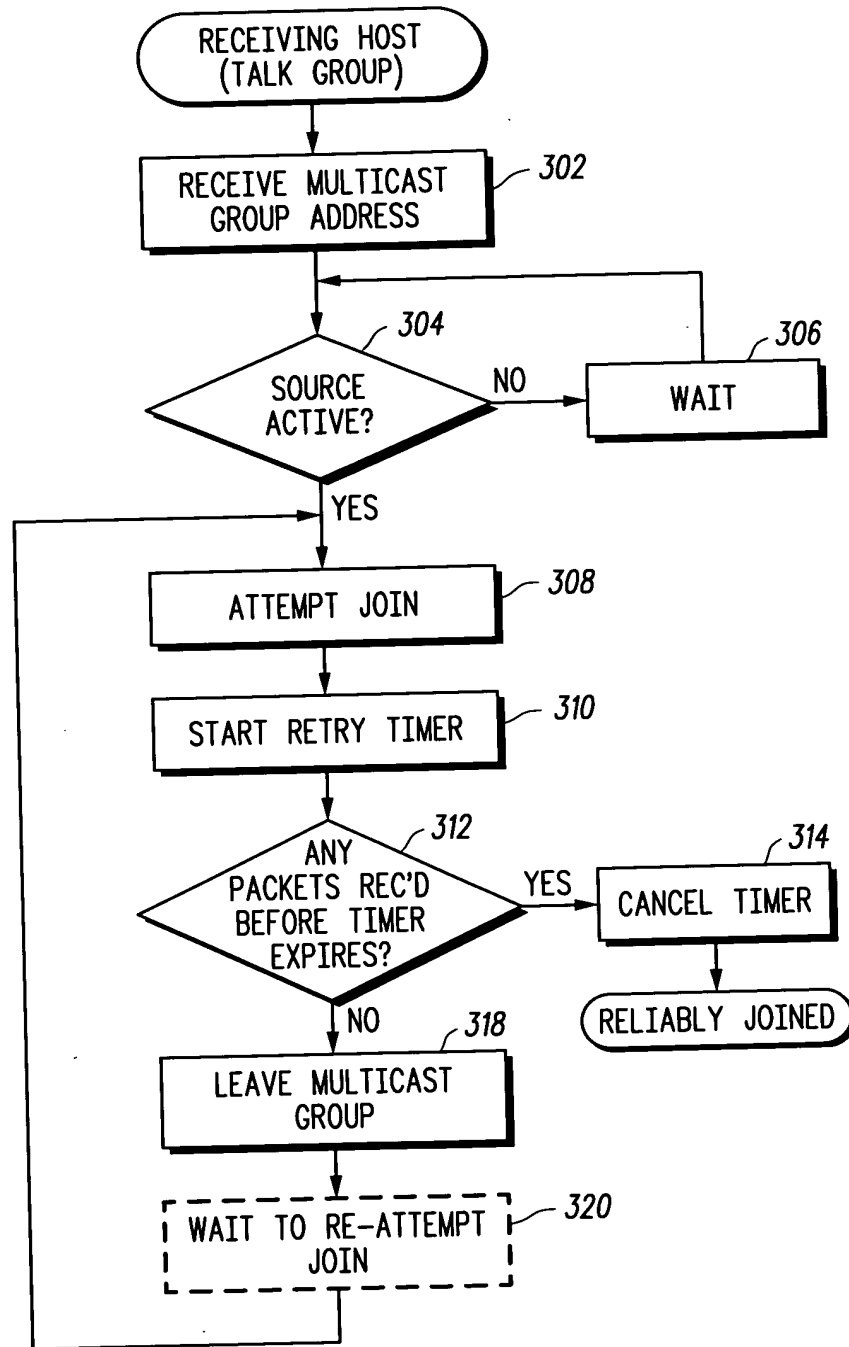 RECEIVING HOST
(TALK GROUP)
302
RECEIVE MULTICAST
GROUP ADDRESS
304
SOURCE
ACTIVE?
NO
306
WAIT
YES
308
ATTEMPT JOIN
310
START RETRY TIMER
312
ANY
PACKETS REC'D
BEFORE TIMER
EXPIRES?
YES
314
CANCEL TIMER
RELIABLY JOINED
NO
318
LEAVE MULTICAST
GROUP
320
WAIT TO RE-ATTEMPT
JOIN